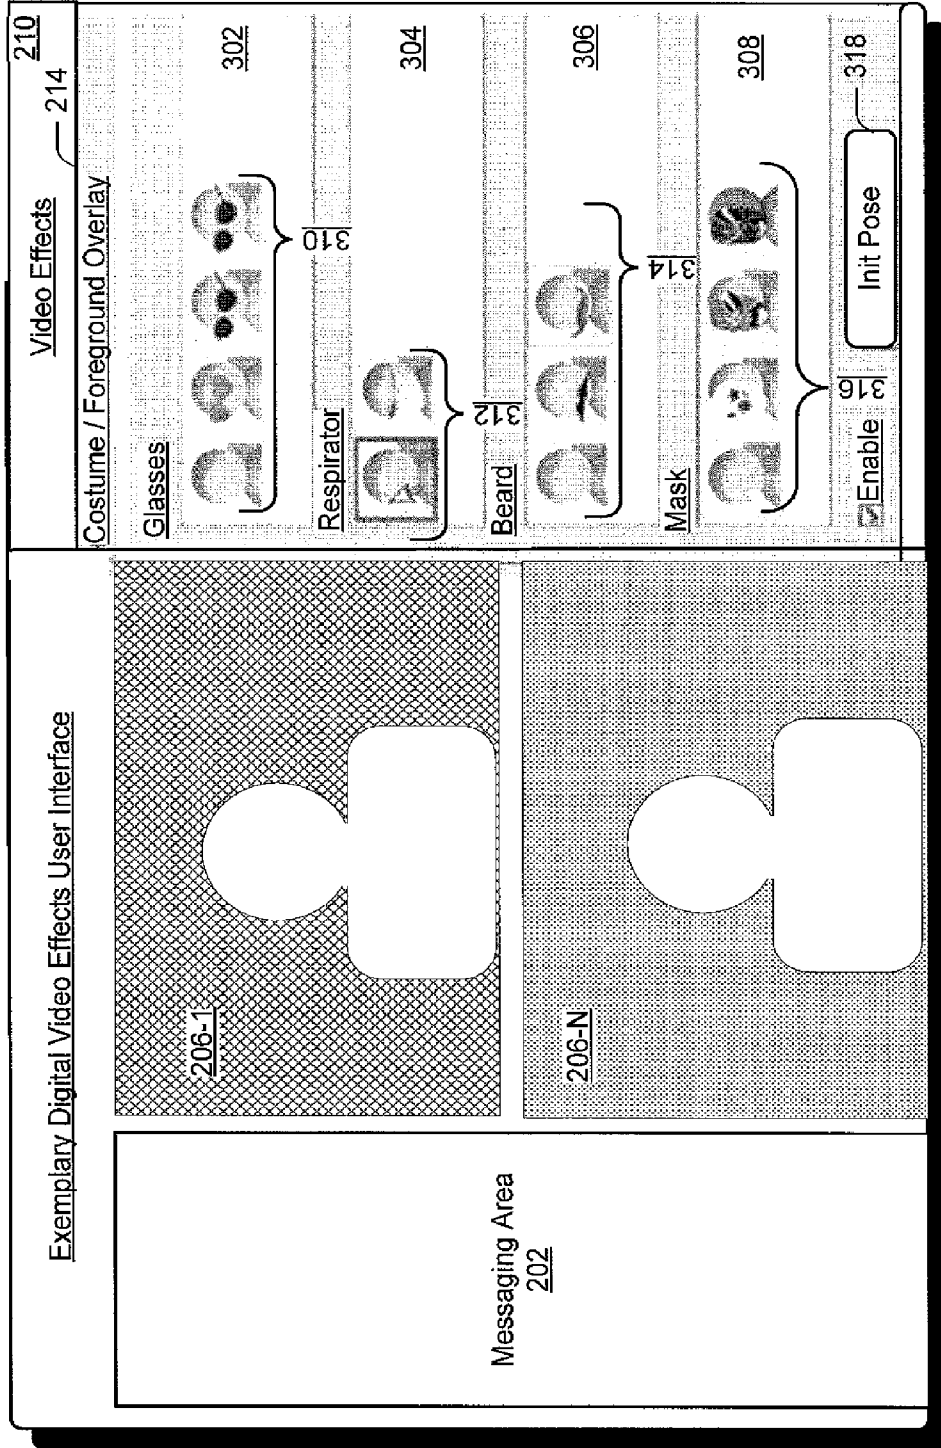 Exemplary Digital Video Effects User Interface
Messaging Area
202
206-1
206-N
Video Effects
210
214
Costume / Foreground Overlay
Glasses
302
310
Respirator
304
312
Beard
306
314
Mask
308
316
Enable
Init Pose
318